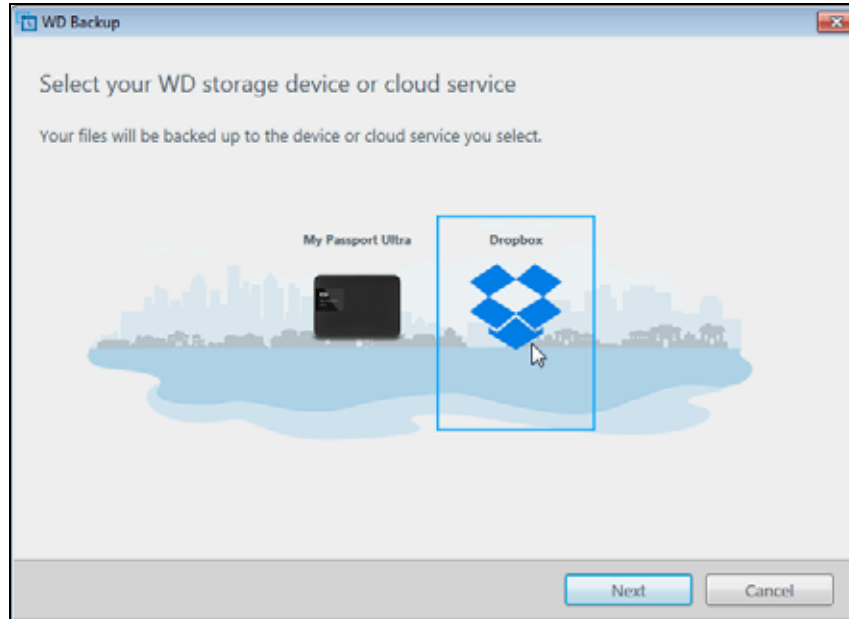 WD Backup
Select your WD storage device or cloud service
Your files will be backed up to the device or cloud service you select.
My Passport Ultra
Dropbox
Next
Cancel